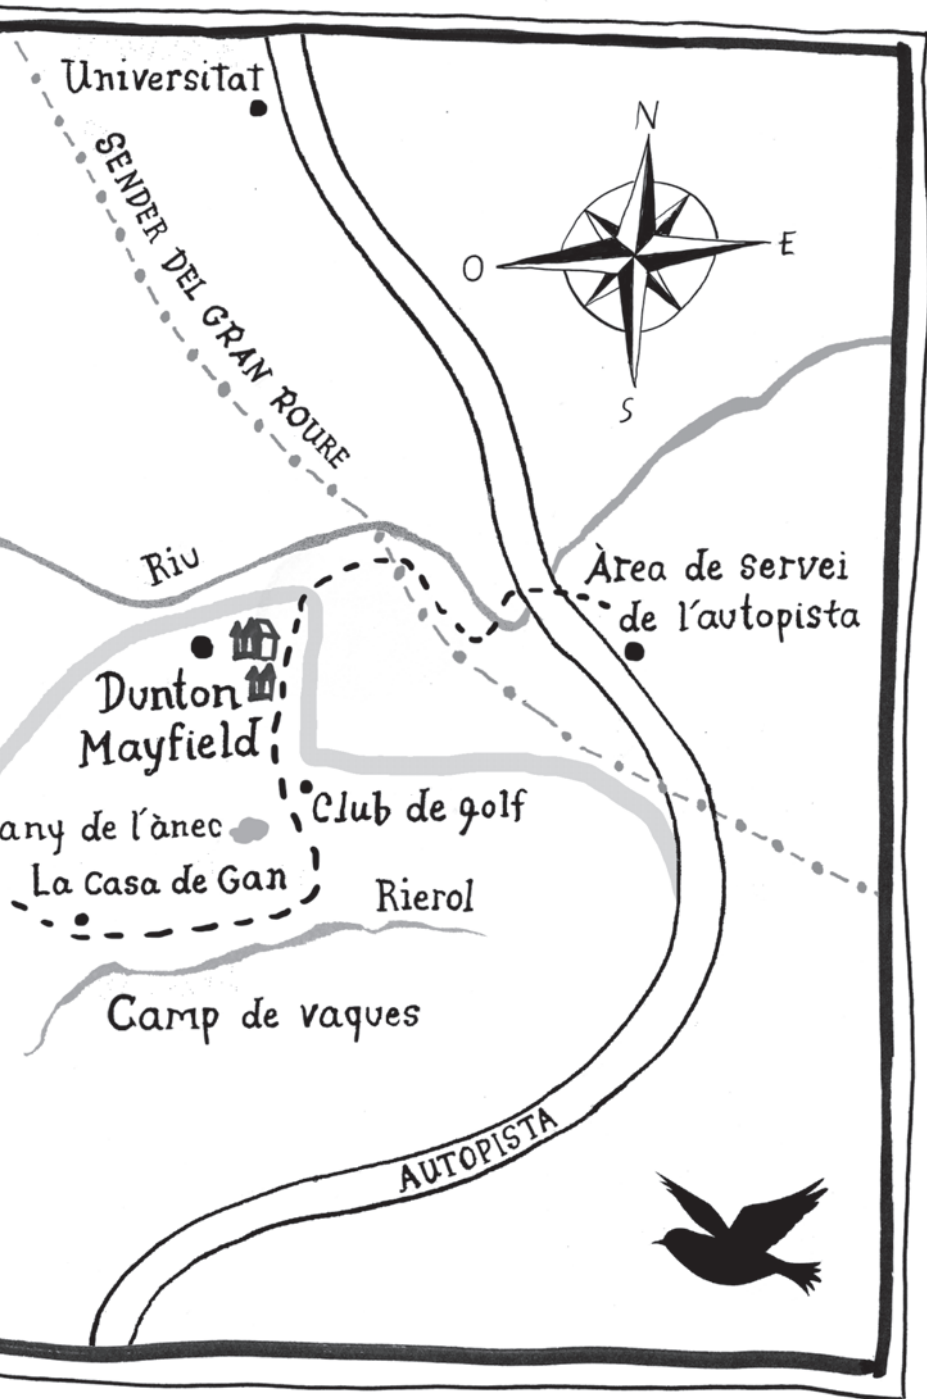 Universitat
SENDER DEL GRAN ROURE
N
E
O
S
Riu
Àrea de servei
de l'autopista
Dunton
Mayfield
Club de golf
any de l'ànec
La Casa de Gan
Rierol
Camp de vaques
AUTOPISTA